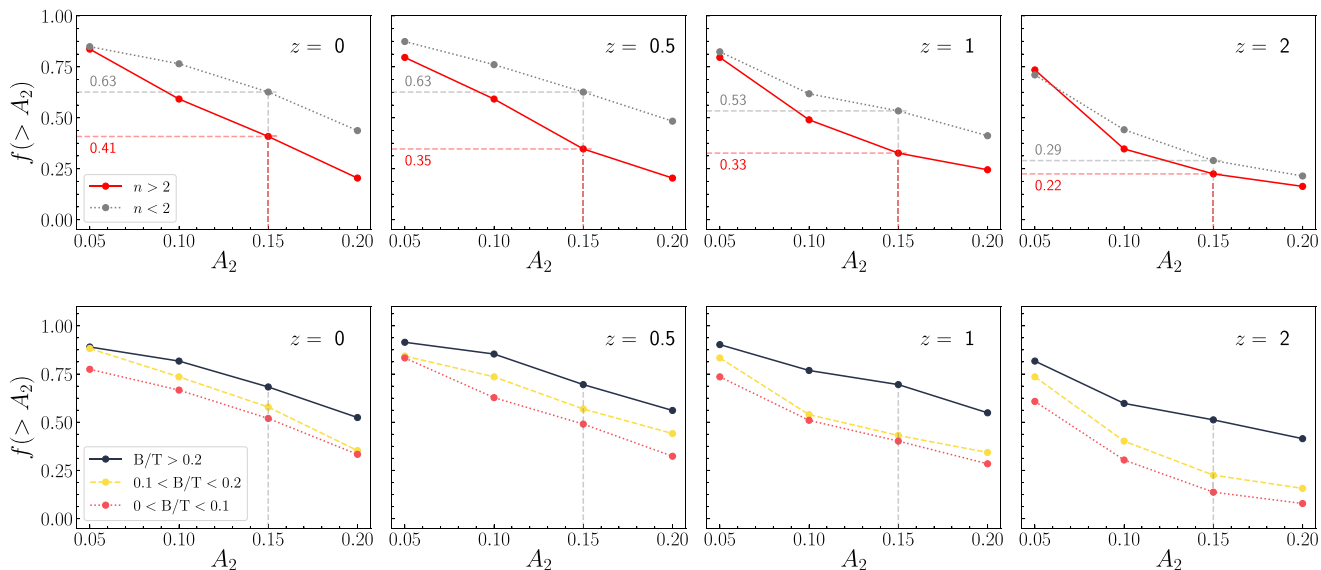 f(> A₂)
1.00
0.75
0.50
0.25
0.00
z = 0
0.63
0.41
n > 2
n < 2
0.05 0.10 0.15 0.20
A₂
z = 0.5
0.63
0.35
0.05 0.10 0.15 0.20
A₂
z = 1
0.53
0.33
0.05 0.10 0.15 0.20
A₂
z = 2
0.29
0.22
0.05 0.10 0.15 0.20
A₂
f(> A₂)
1.00
0.75
0.50
0.25
0.00
z = 0
B/T > 0.2
0.1 < B/T < 0.2
0 < B/T < 0.1
0.05 0.10 0.15 0.20
A₂
z = 0.5
0.05 0.10 0.15 0.20
A₂
z = 1
0.05 0.10 0.15 0.20
A₂
z = 2
0.05 0.10 0.15 0.20
A₂